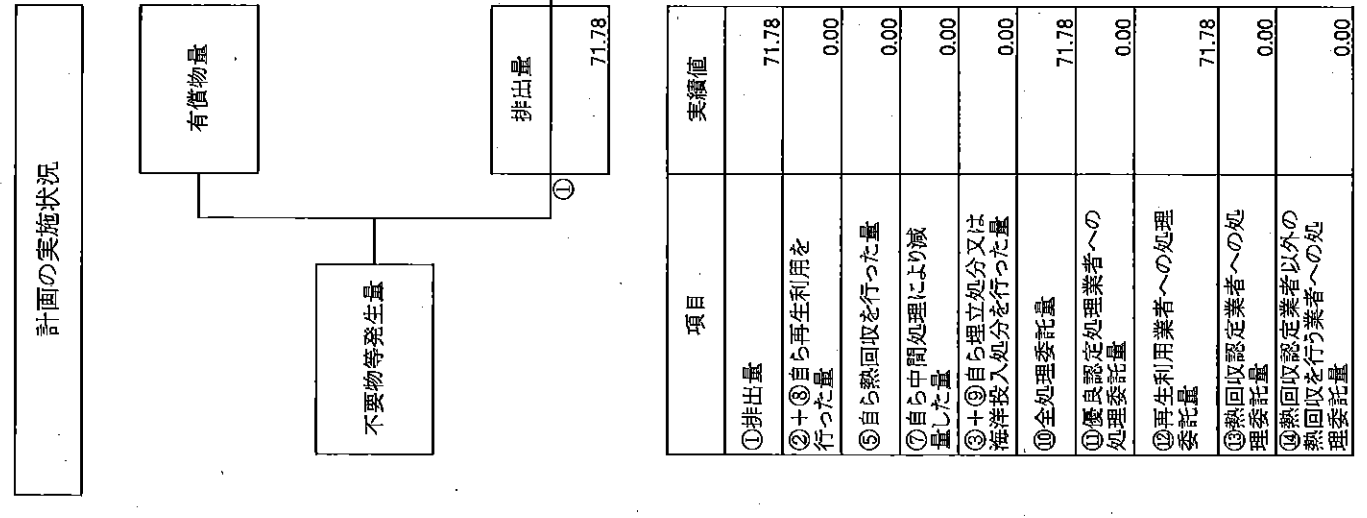 計画の実施状況
有償物量
不要物等発生量
排出量
①
71.78
項目
実績値
①排出量
71.78
②+⑧自ら再生利用を
行った量
0.00
⑤自ら熱回収を行った量
0.00
⑦自ら中間処理により減
量した量
0.00
③+⑨自ら埋立処分又は
海洋投入処分を行った量
0.00
⑩全処理委託量
71.78
⑪優良認定処理業者への
処理委託量
0.00
⑫再生利用業者への処理
委託量
71.78
⑬熱回収認定業者への処
理委託量
0.00
⑭熱回収認定業者以外の
熱回収を行う業者への処
理委託量
0.00